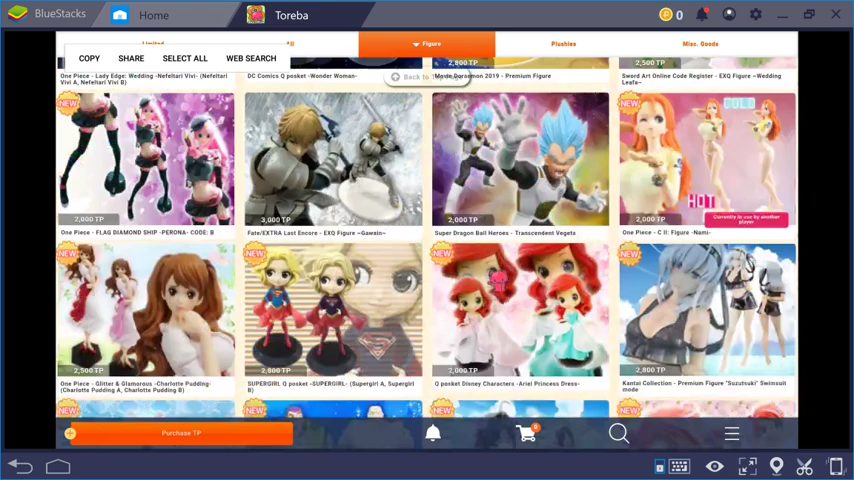 BlueStacks
Home
Toreba
0
Limited
All
Figure
Plushies
Misc. Goods
COPY
SHARE
SELECT ALL
WEB SEARCH
2,800 TP
2,500 TP
Back to
One Piece - Lady Edge: Wedding -Nefeltari Vivi- (Nefeltari
Vivi A, Nefeltari Vivi B)
DC Comics Q posket -Wonder Woman-
Movie Doraemon 2019 - Premium Figure
Sword Art Online Code Register - EXQ Figure ~Wedding
Leafa~
NEW
2,000 TP
3,000 TP
2,000 TP
NEW
2,000 TP
HOT
Currently in use by another
player
One Piece - FLAG DIAMOND SHIP -PERONA- CODE: B
Fate/EXTRA Last Encore - EXQ Figure ~Gawain~
Super Dragon Ball Heroes - Transcendent Vegeta
One Piece - C II: Figure -Nami-
NEW
2,500 TP
NEW
2,500 TP
NEW
2,000 TP
NEW
2,800 TP
One Piece - Glitter & Glamorous -Charlotte Pudding-
(Charlotte Pudding A, Charlotte Pudding B)
SUPERGIRL Q posket -SUPERGIRL- (Supergirl A, Supergirl
B)
Q posket Disney Characters -Ariel Princess Dress-
Kantai Collection - Premium Figure "Suzutsuki" Swimsuit
mode
NEW
NEW
NEW
NEW
Purchase TP
0